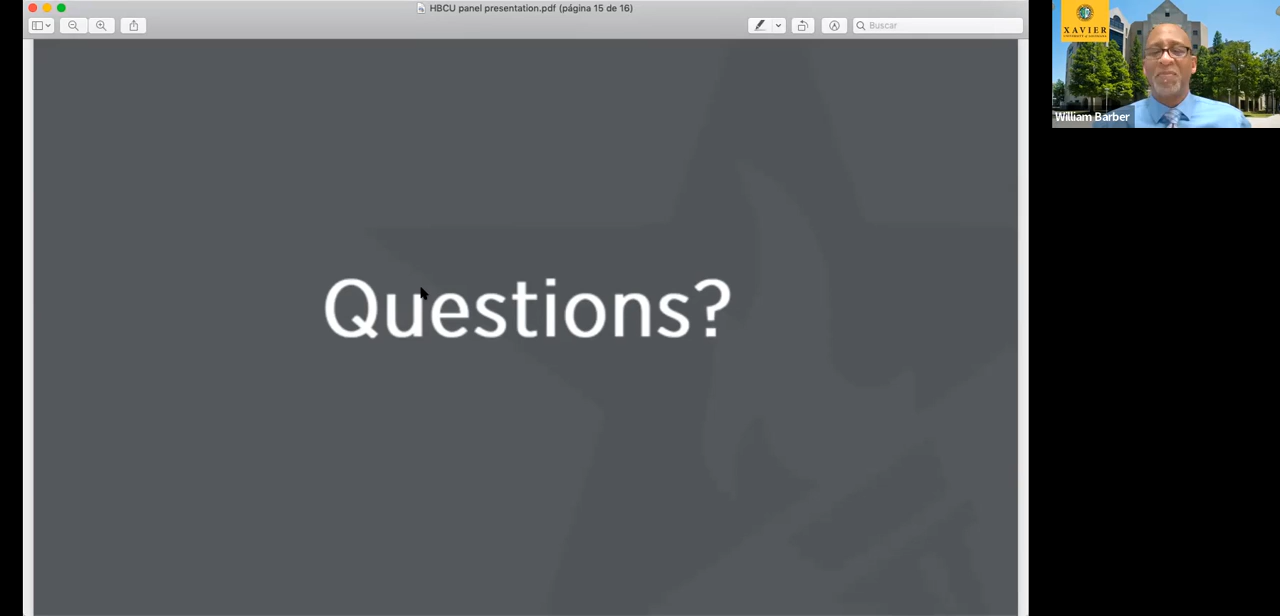 HBCU panel presentation.pdf (página 15 de 16)
Buscar
Questions?
XAVIER
William Barber